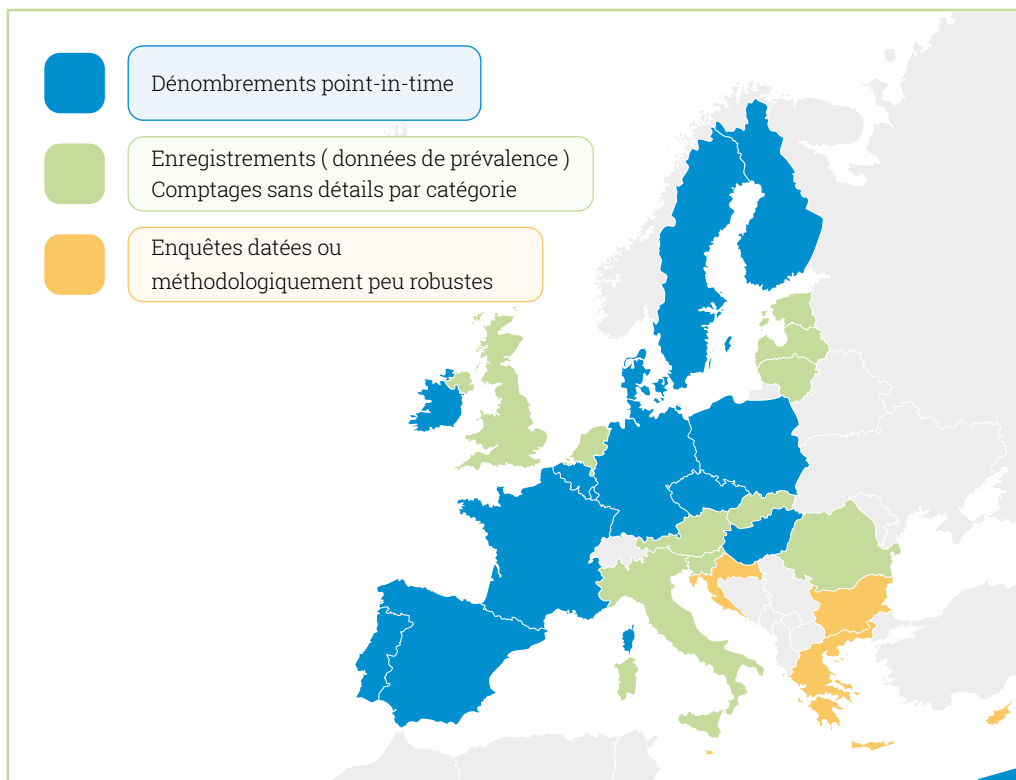 Dénombrements point-in-time
Enregistrements ( données de prévalence )
Comptages sans détails par catégorie
Enquêtes datées ou
méthodologiquement peu robustes